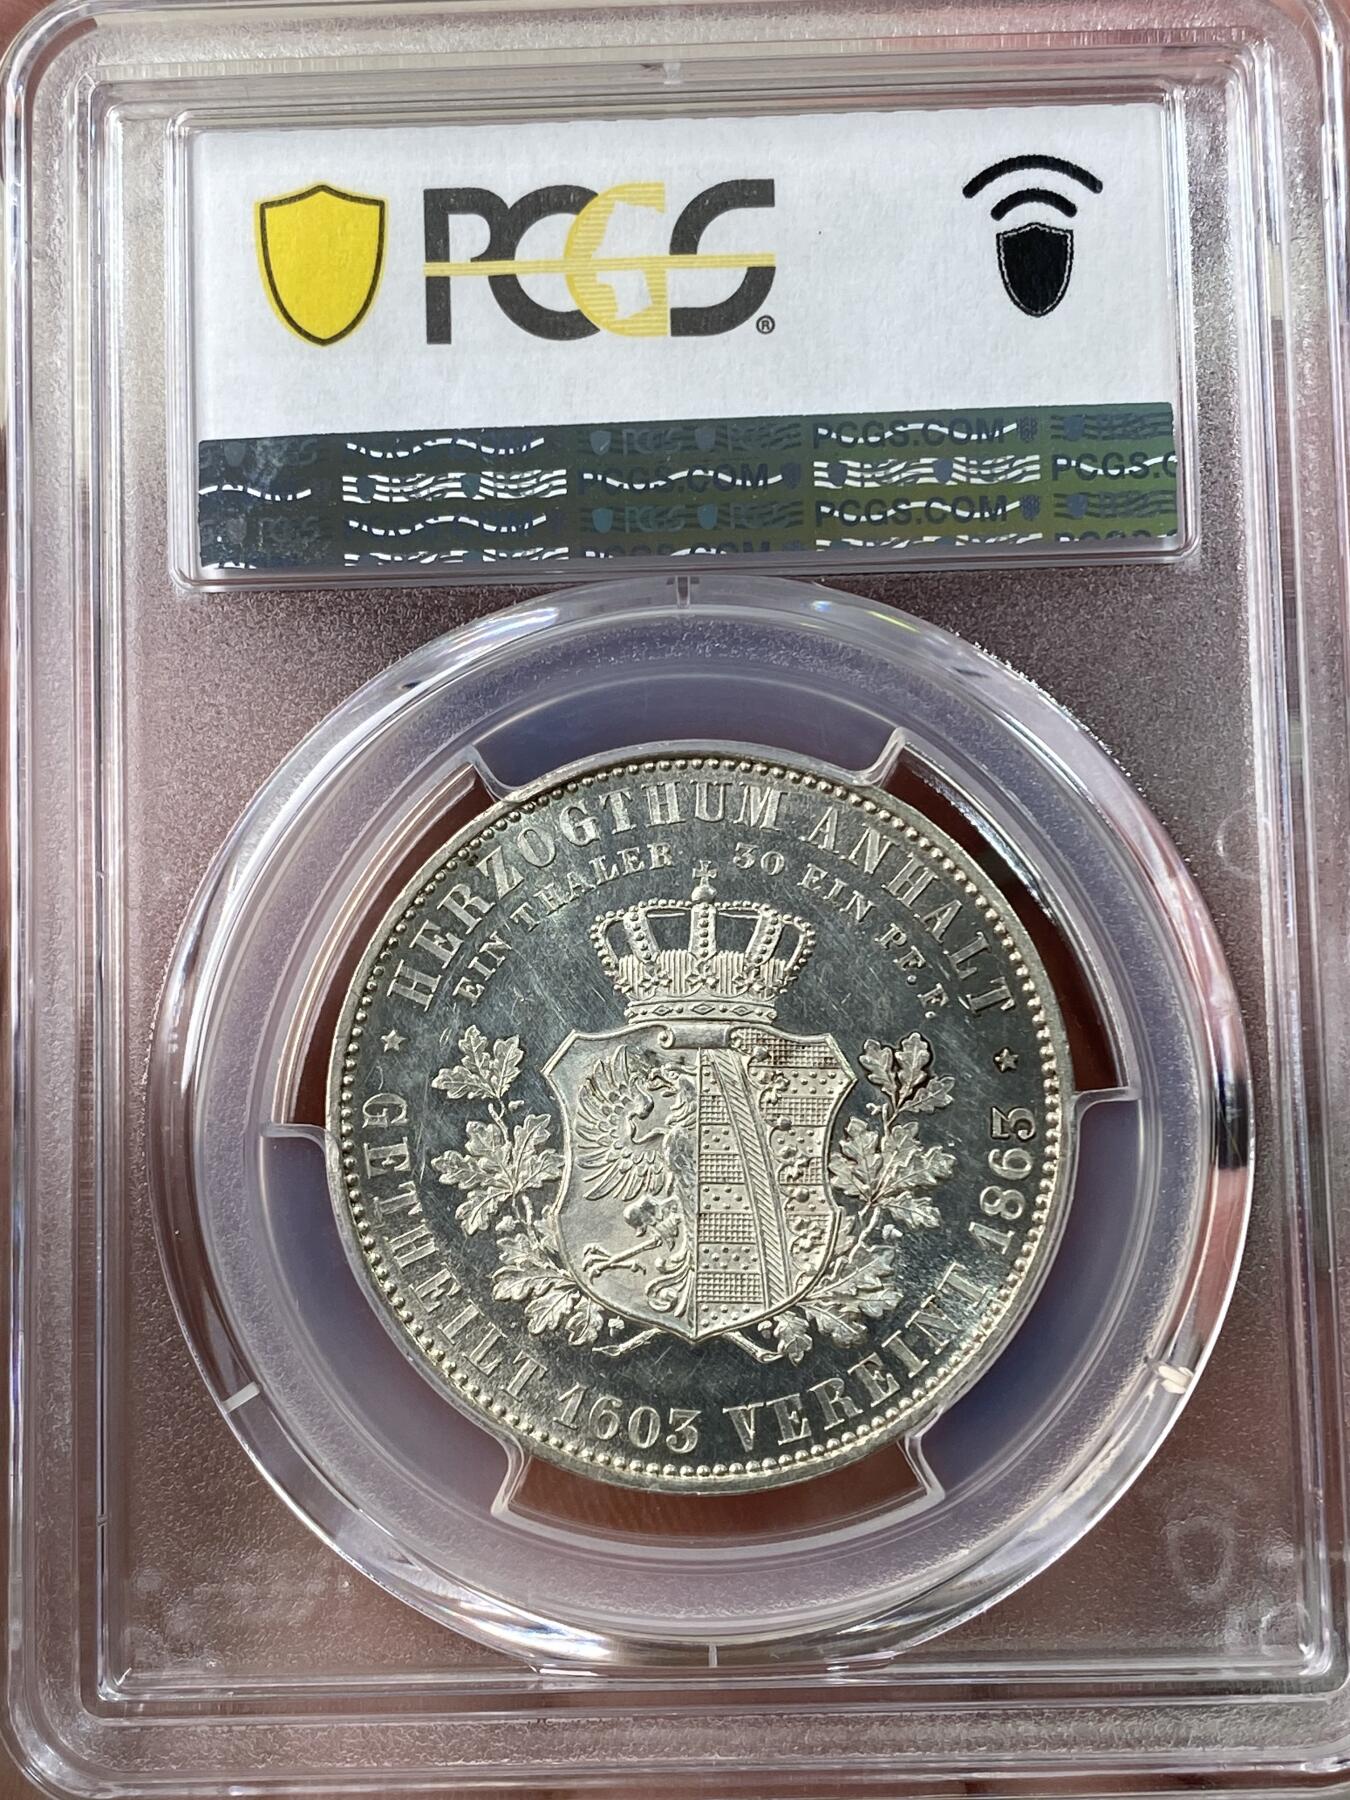 PCGS®
PCGS.COM
PCGS.COM
PCGS.COM
HERZOGTHUM ANHALT
EIN THALER 30 EIN PF. F.
★ GETHEILT 1603 VEREINT 1863 ★